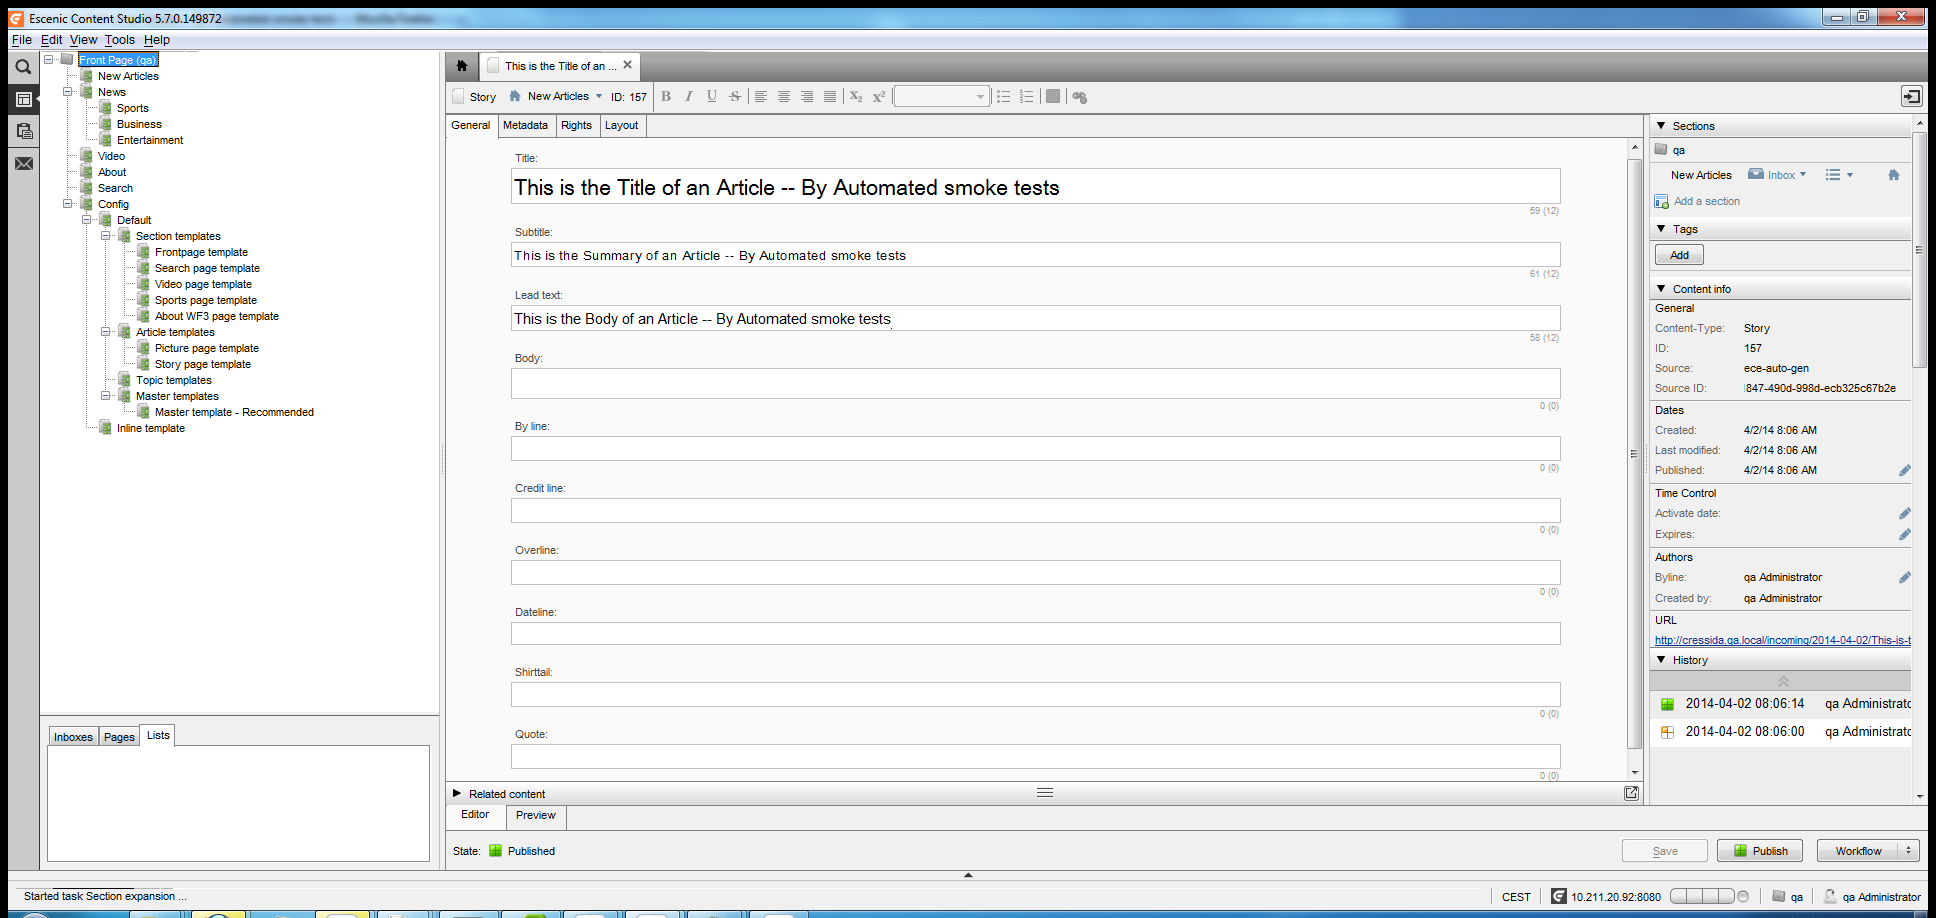 Escenic Content Studio 5.7.0.149872
File Edit View Tools Help
Front Page (qa)
New Articles
News
Sports
Business
Entertainment
Video
About
Search
Config
Default
Section templates
Frontpage template
Search page template
Video page template
Sports page template
About WF3 page template
Article templates
Picture page template
Story page template
Topic templates
Master templates
Master template - Recommended
Inline template
Inboxes Pages Lists
This is the Title of an ...
Story New Articles ID: 157 B I U S X2 X2
General Metadata Rights Layout
Title:
This is the Title of an Article -- By Automated smoke tests
59 (12)
Subtitle:
This is the Summary of an Article -- By Automated smoke tests
61 (12)
Lead text:
This is the Body of an Article -- By Automated smoke tests
58 (12)
Body:
0 (0)
By line:
0 (0)
Credit line:
0 (0)
Overline:
0 (0)
Dateline:
Shirttail:
0 (0)
Quote:
0 (0)
Related content
Editor Preview
State: Published
Save Publish Workflow
Sections
qa
New Articles Inbox
Add a section
Tags
Add
Content info
General
Content-Type: Story
ID: 157
Source: ece-auto-gen
Source ID: 847-490d-998d-ecb325c67b2e
Dates
Created: 4/2/14 8:06 AM
Last modified: 4/2/14 8:06 AM
Published: 4/2/14 8:06 AM
Time Control
Activate date:
Expires:
Authors
Byline: qa Administrator
Created by: qa Administrator
URL
http://cressida.qa.local/incoming/2014-04-02/This-is-t
History
2014-04-02 08:06:14 qa Administratc
2014-04-02 08:06:00 qa Administratc
Started task Section expansion ...
CEST 10.211.20.92:8080 qa qa Administrator